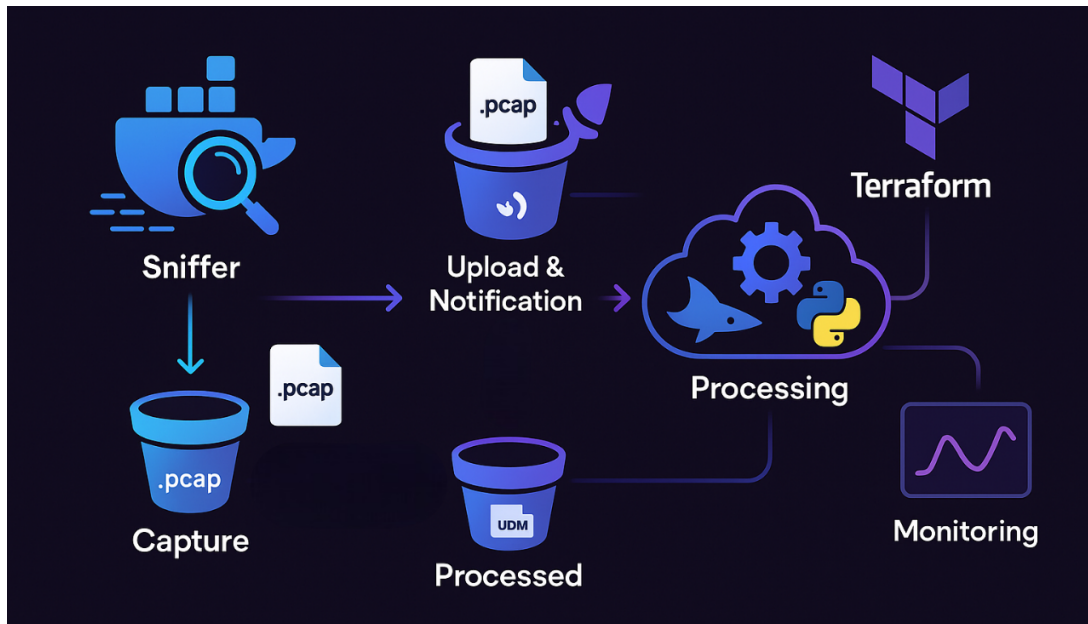 .pcap
Terraform
Sniffer
Upload &
Notification
.pcap
Processing
.pcap
Capture
UDM
Processed
Monitoring